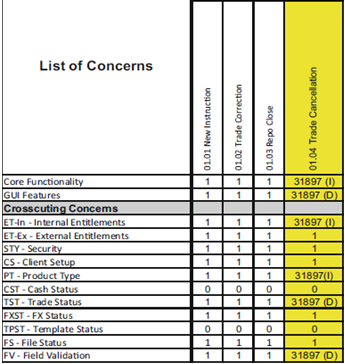 List of Concerns 01.01 New Instruction 01.02 Trade Correction 01.03 Repo Close 01.04 Trade Cancellation
Core Functionality 1 1 1 31897 (I)
GUI Features 1 1 1 31897 (D)
Crosscutting Concerns
ET-In - Internal Entitlements 1 1 1 31897 (I)
ET-Ex - External Entitlements 1 1 1 1
STY - Security 1 1 1 1
CS - Client Setup 1 1 1 1
PT - Product Type 1 1 1 31897(I)
CST - Cash Status 0 0 0 0
TST - Trade Status 1 1 1 31897 (D)
FXST - FX Status 1 1 1 1
TPST - Template Status 0 0 0 0
FS - File Status 1 1 1 1
FV - Field Validation 1 1 1 31897 (D)